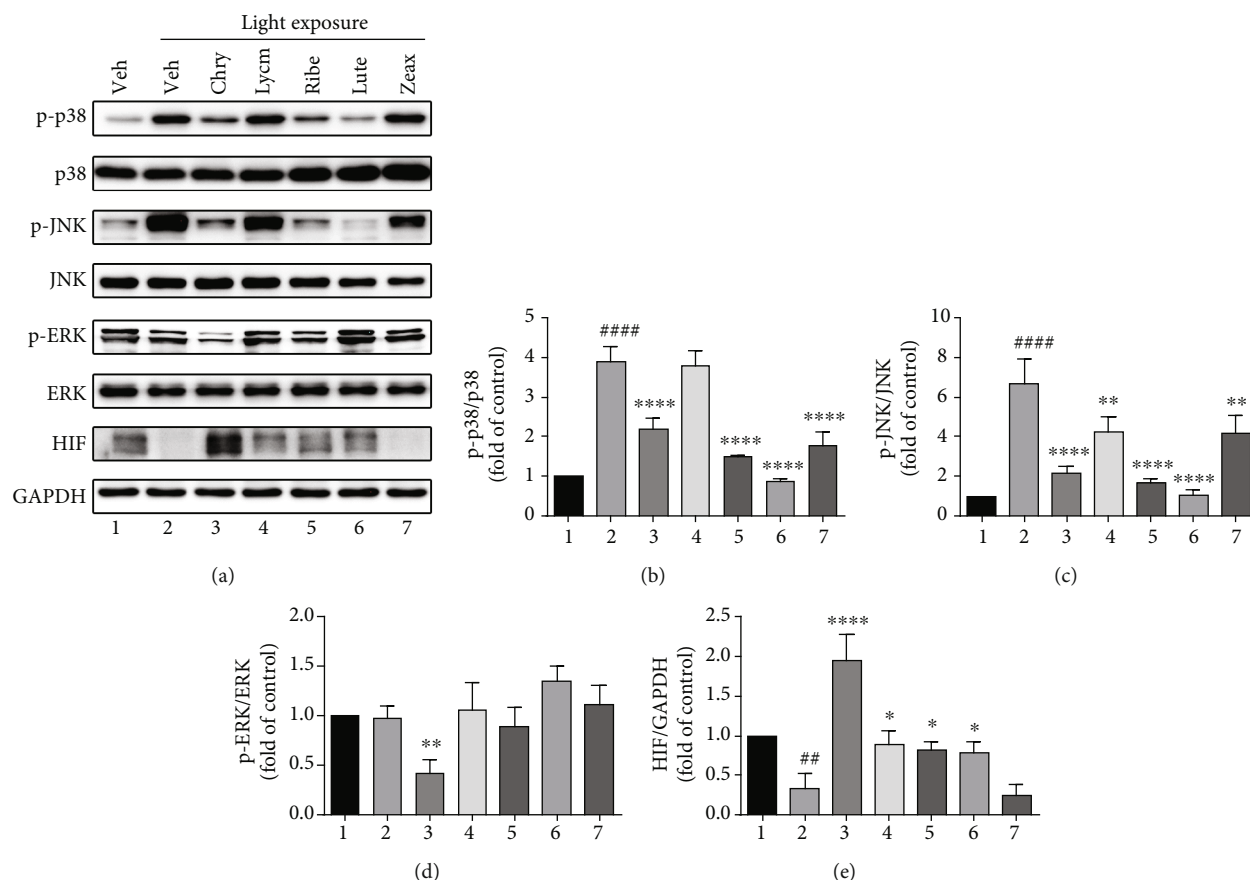 Light exposure
Veh Veh Chry Lycm Ribe Lute Zeax
p-p38
p38
p-JNK
JNK
p-ERK
ERK
HIF
GAPDH
1 2 3 4 5 6 7
(a)
p-p38/p38
(fold of control)
5
4
3
2
1
0
####
****
****
****
****
1 2 3 4 5 6 7
(b)
p-JNK/JNK
(fold of control)
10
8
6
4
2
0
####
****
**
****
****
**
1 2 3 4 5 6 7
(c)
p-ERK/ERK
(fold of control)
2.0
1.5
1.0
0.5
0.0
**
1 2 3 4 5 6 7
(d)
HIF/GAPDH
(fold of control)
2.5
2.0
1.5
1.0
0.5
0.0
##
****
*
*
*
1 2 3 4 5 6 7
(e)